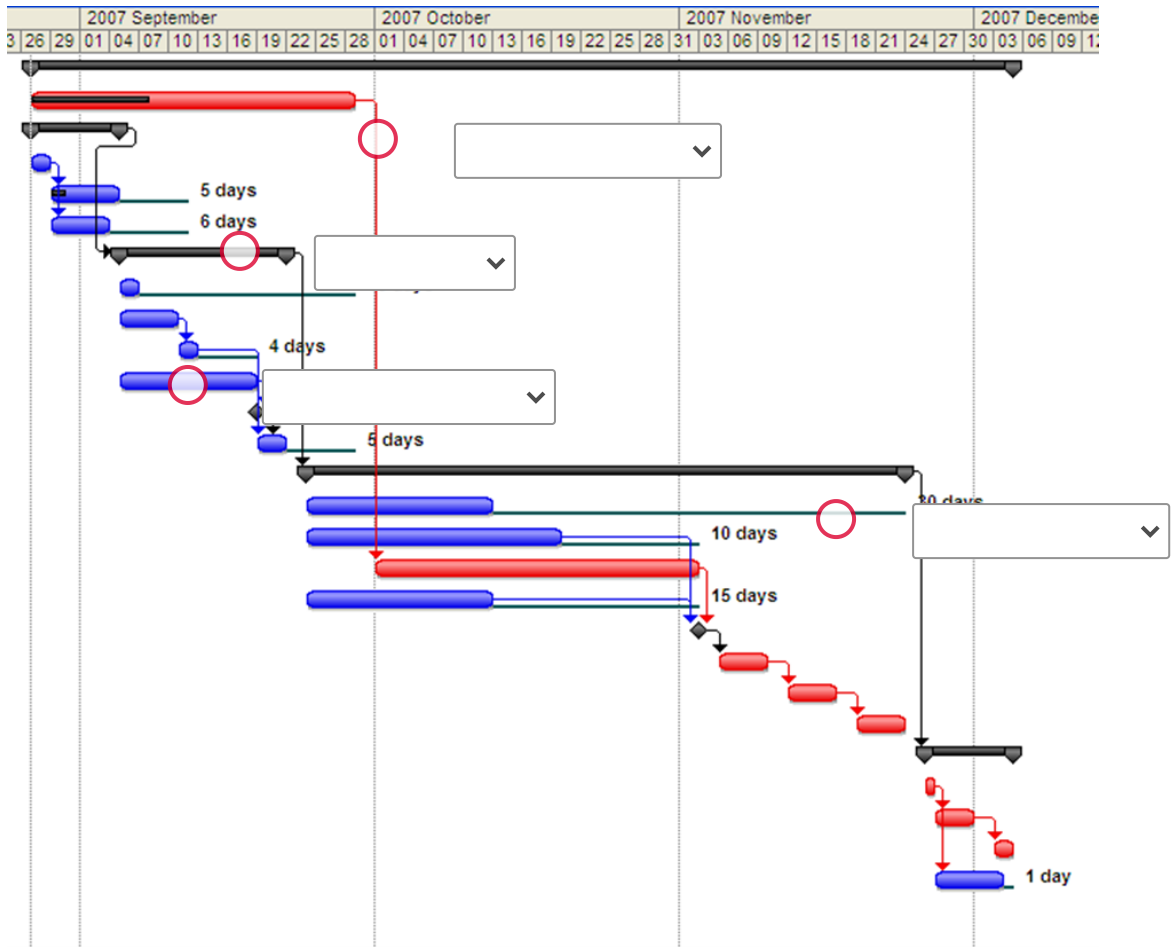 2007 September 2007 October 2007 November 2007 Decembe
26 29 01 04 07 10 13 16 19 22 25 28 01 04 07 10 13 16 19 22 25 28 31 03 06 09 12 15 18 21 24 27 30 03 06 09
5 days
6 days
4 days
5 days
30 days
10 days
15 days
1 day